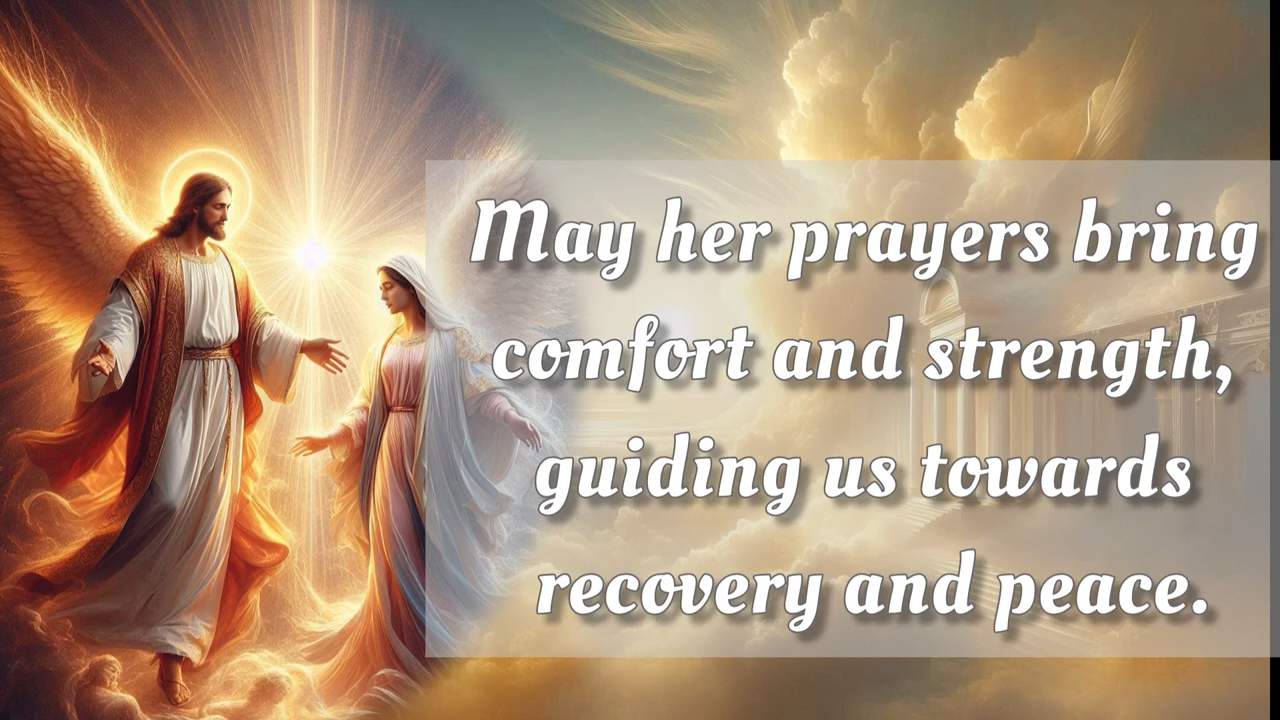 May her prayers bring
comfort and strength,
guiding us towards
recovery and peace.